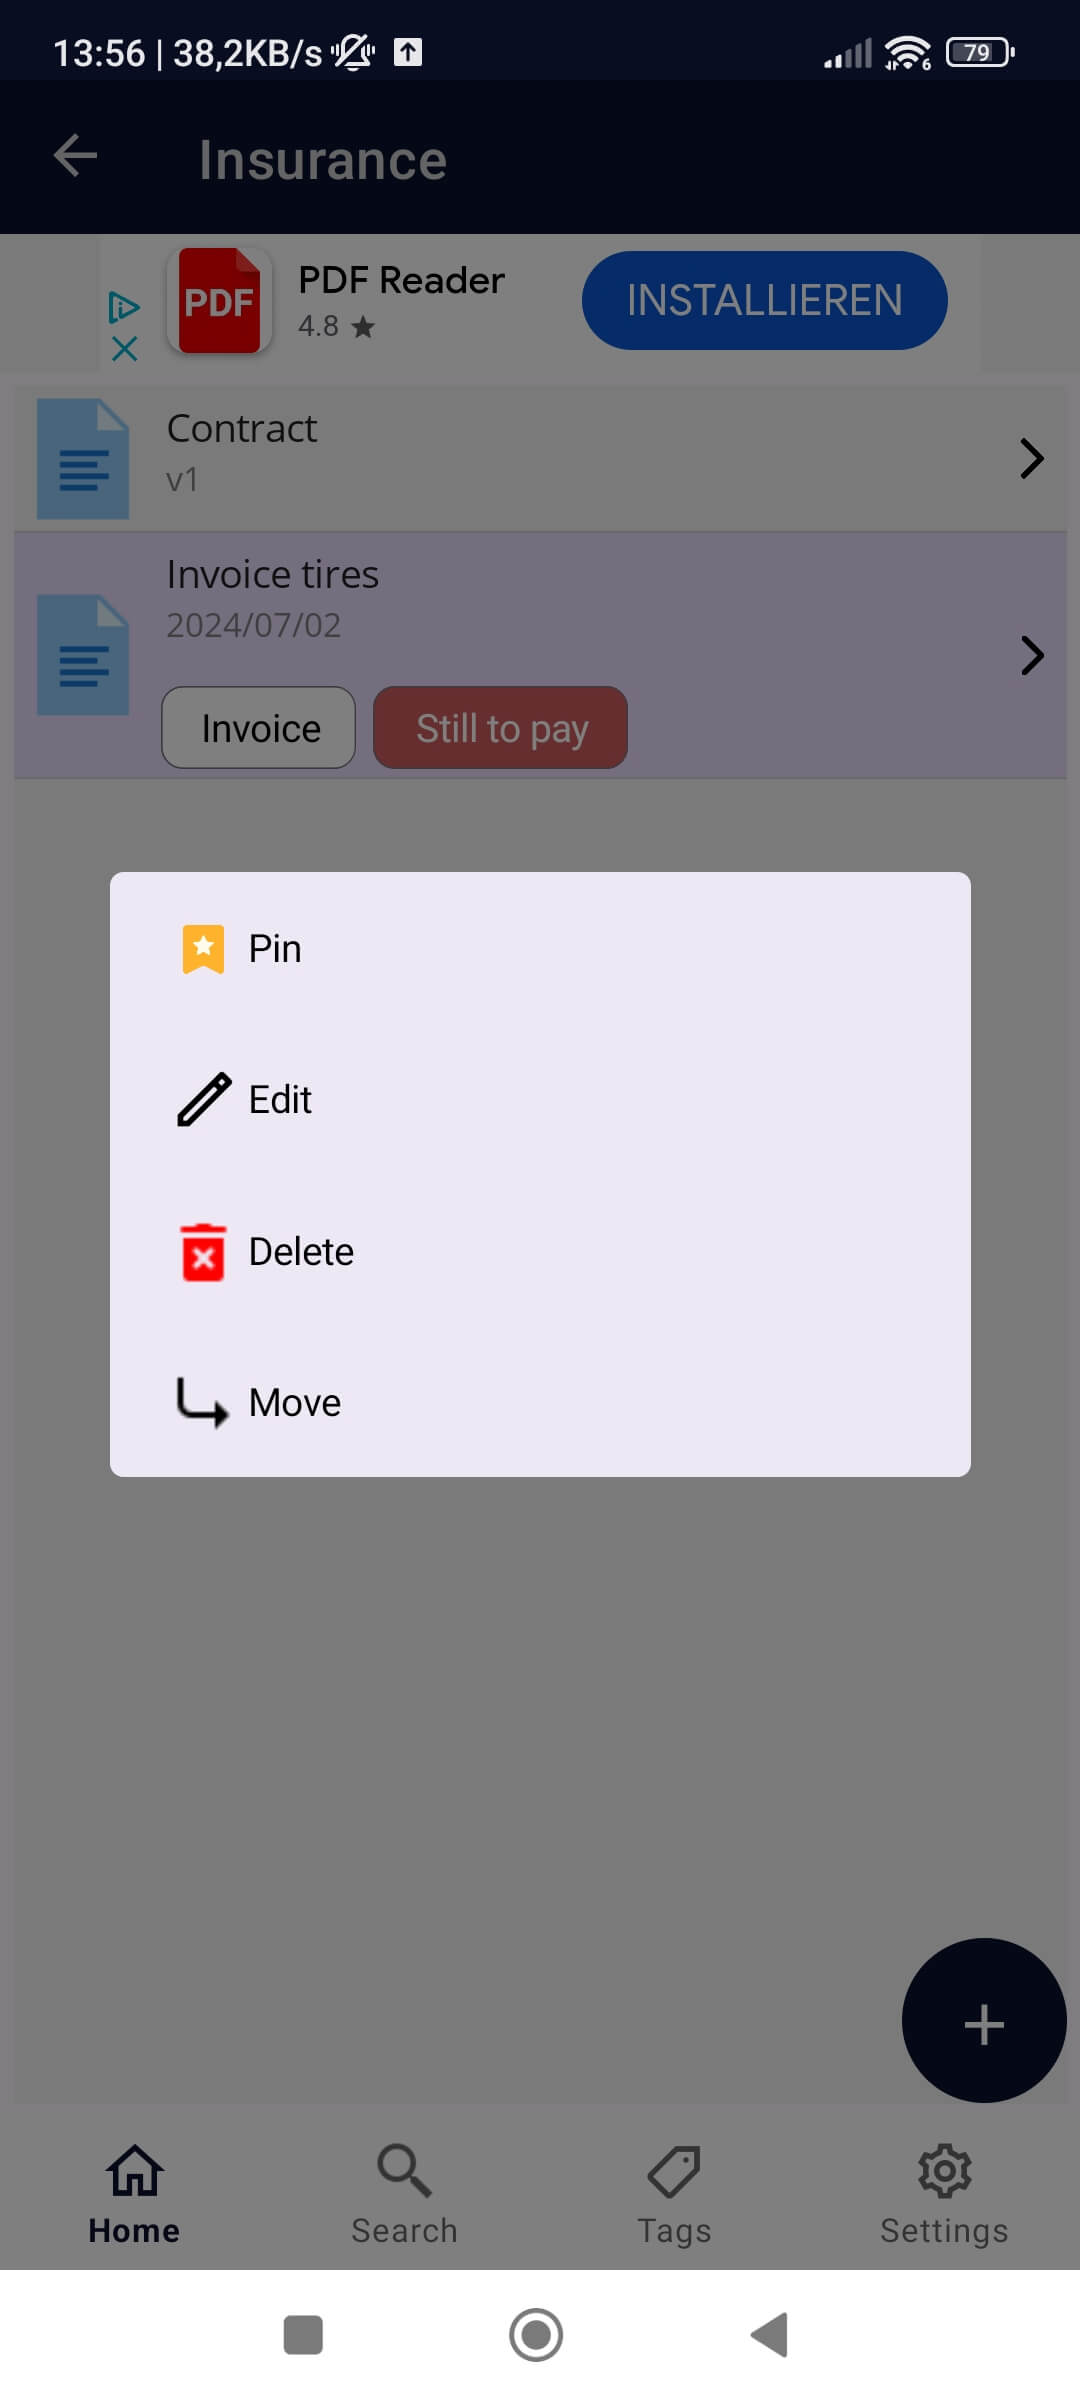 13:56 | 38,2KB/s
6
79
Insurance
PDF
PDF Reader
4.8
INSTALLIEREN
Contract
v1
Invoice tires
2024/07/02
Invoice
Still to pay
Pin
Edit
Delete
Move
+
Home
Search
Tags
Settings